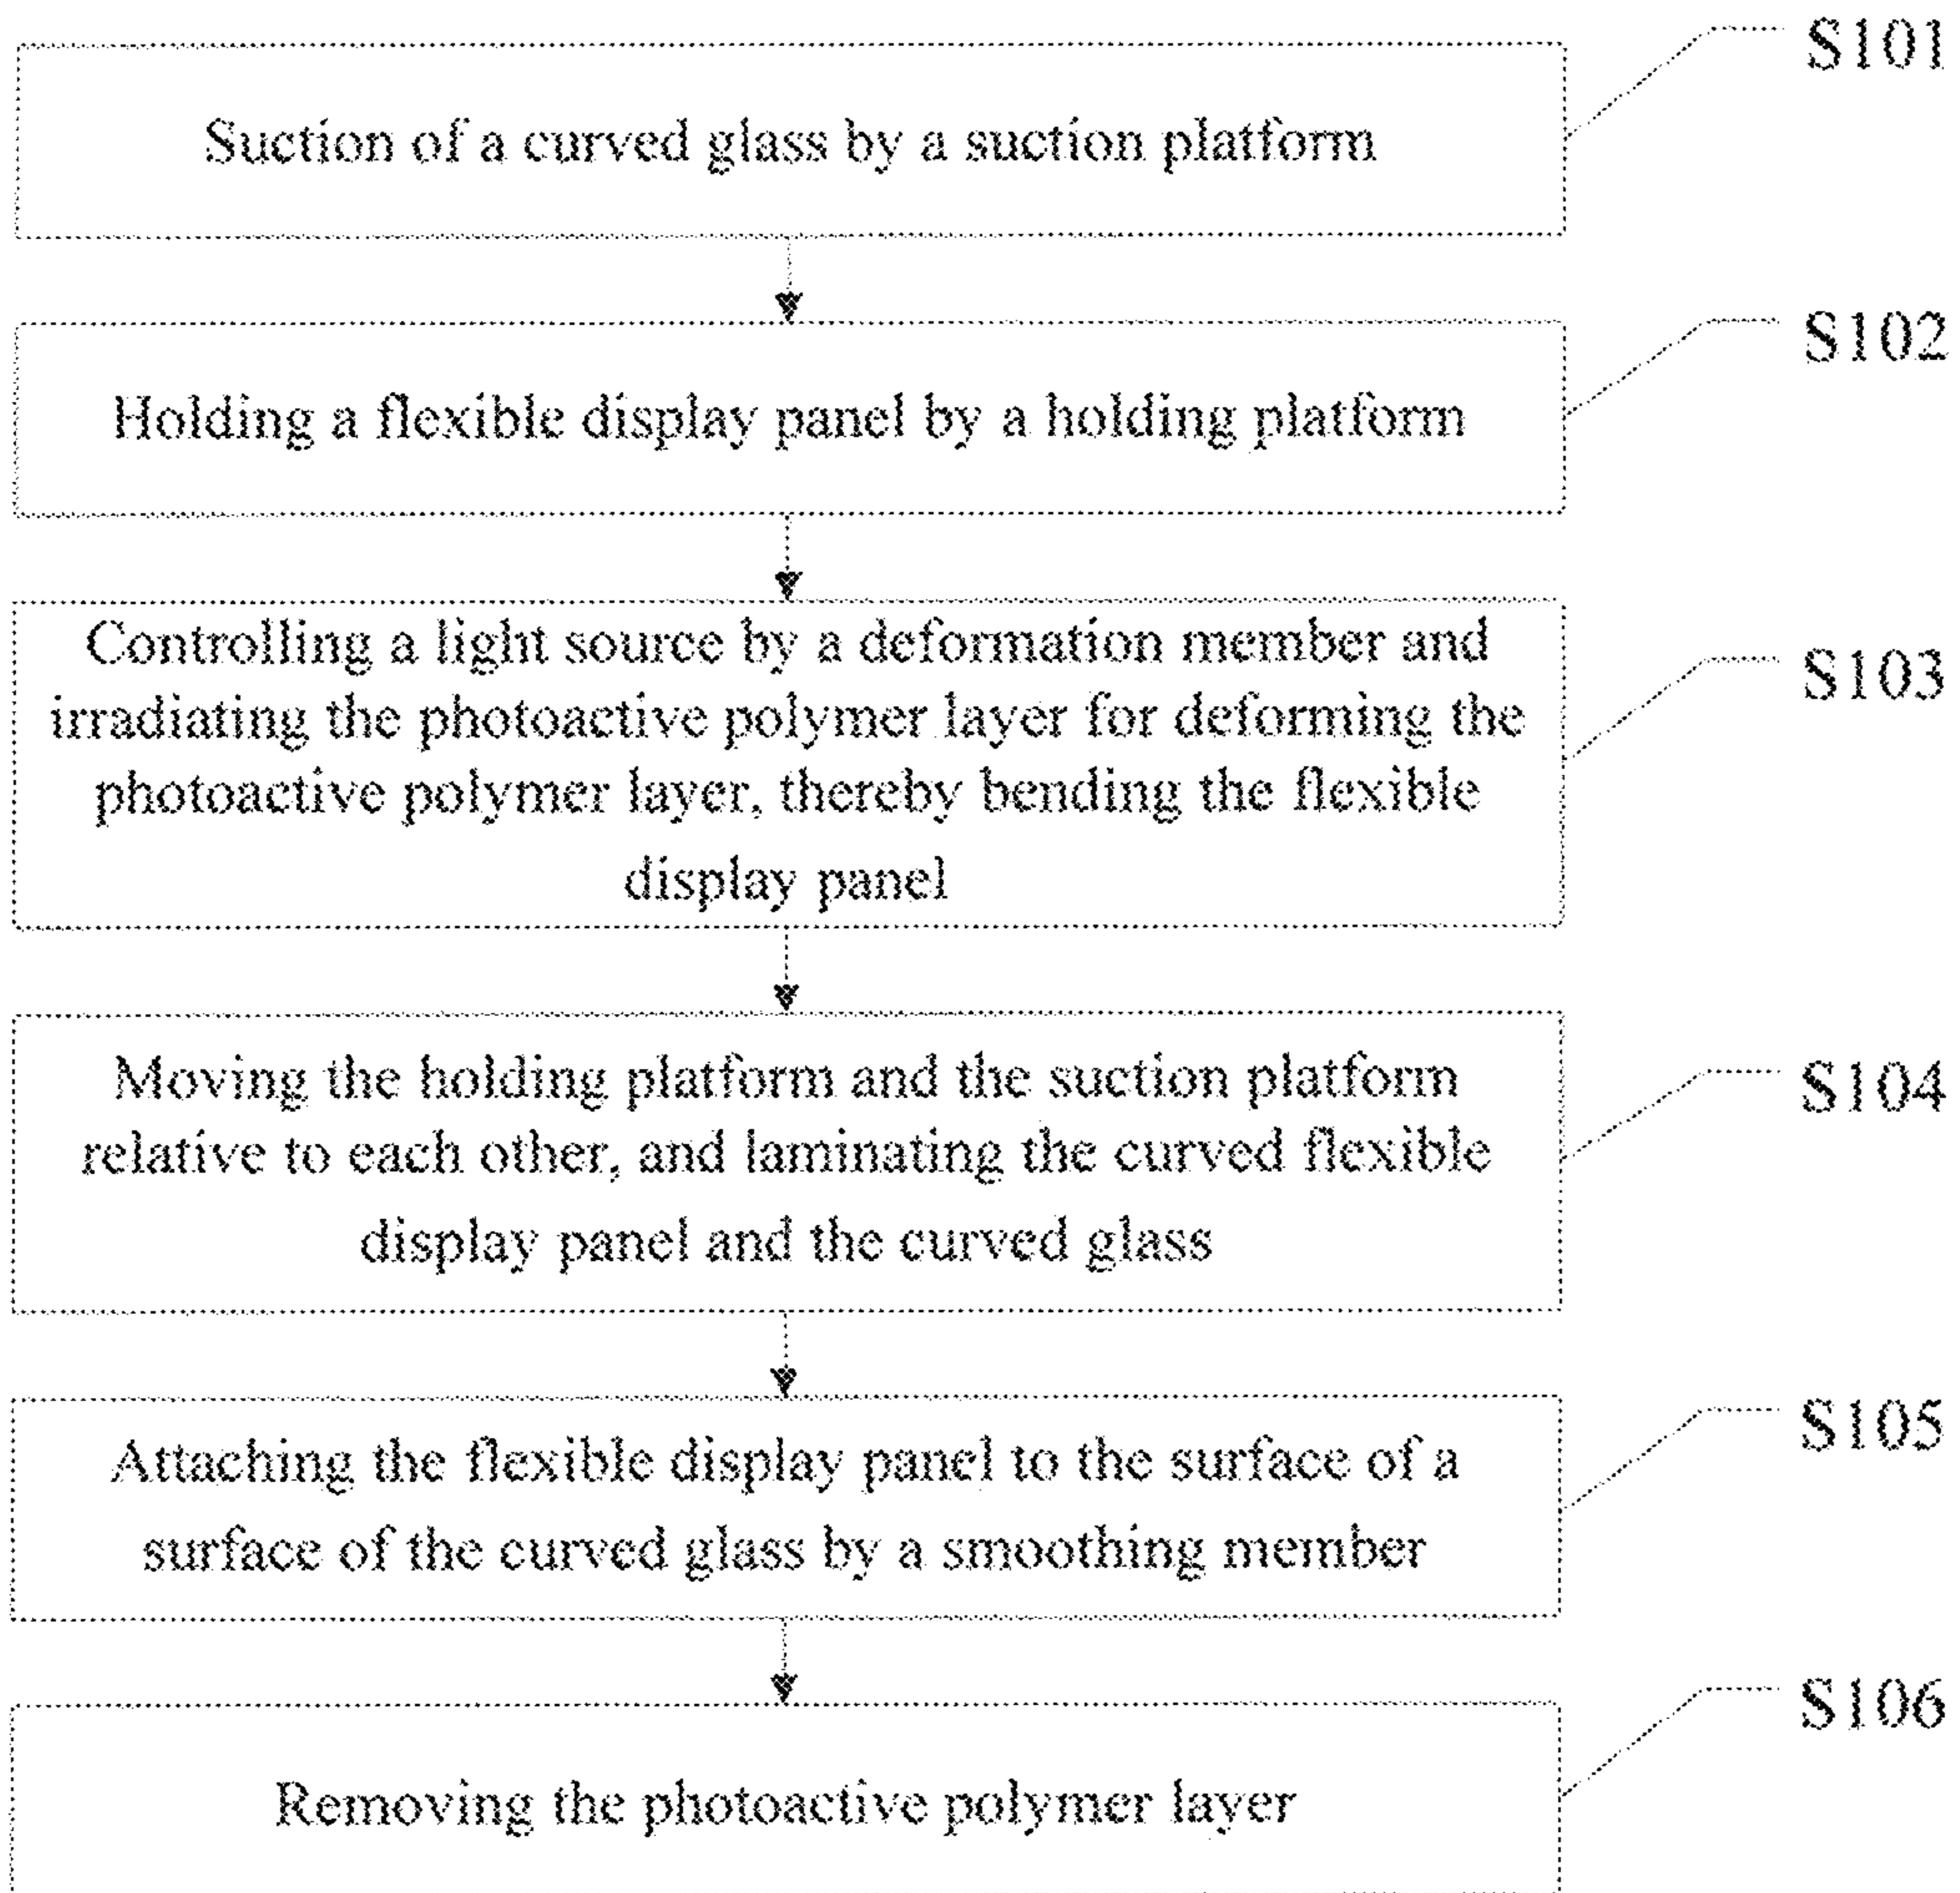 S101
Suction of a curved glass by a suction platform
S102
Holding a flexible display panel by a holding platform
S103
Controlling a light source by a deformation member and
irradiating the photoactive polymer layer for deforming the
photoactive polymer layer, thereby bending the flexible
display panel
S104
Moving the holding platform and the suction platform
relative to each other, and laminating the curved flexible
display panel and the curved glass
S105
Attaching the flexible display panel to the surface of a
surface of the curved glass by a smoothing member
S106
Removing the photoactive polymer layer